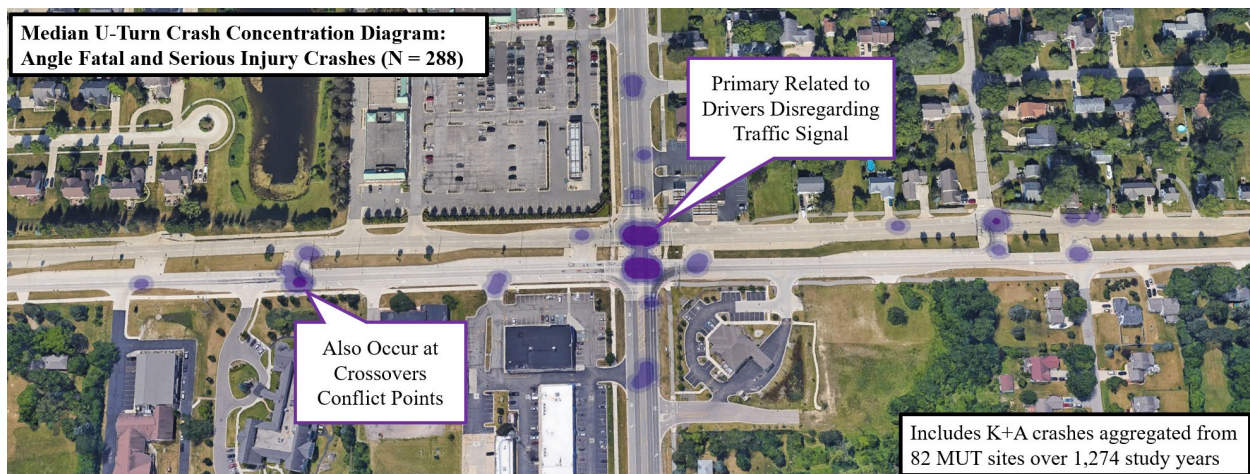 Median U-Turn Crash Concentration Diagram:
Angle Fatal and Serious Injury Crashes (N = 288)
Primary Related to
Drivers Disregarding
Traffic Signal
Also Occur at
Crossovers
Conflict Points
Includes K+A crashes aggregated from
82 MUT sites over 1,274 study years